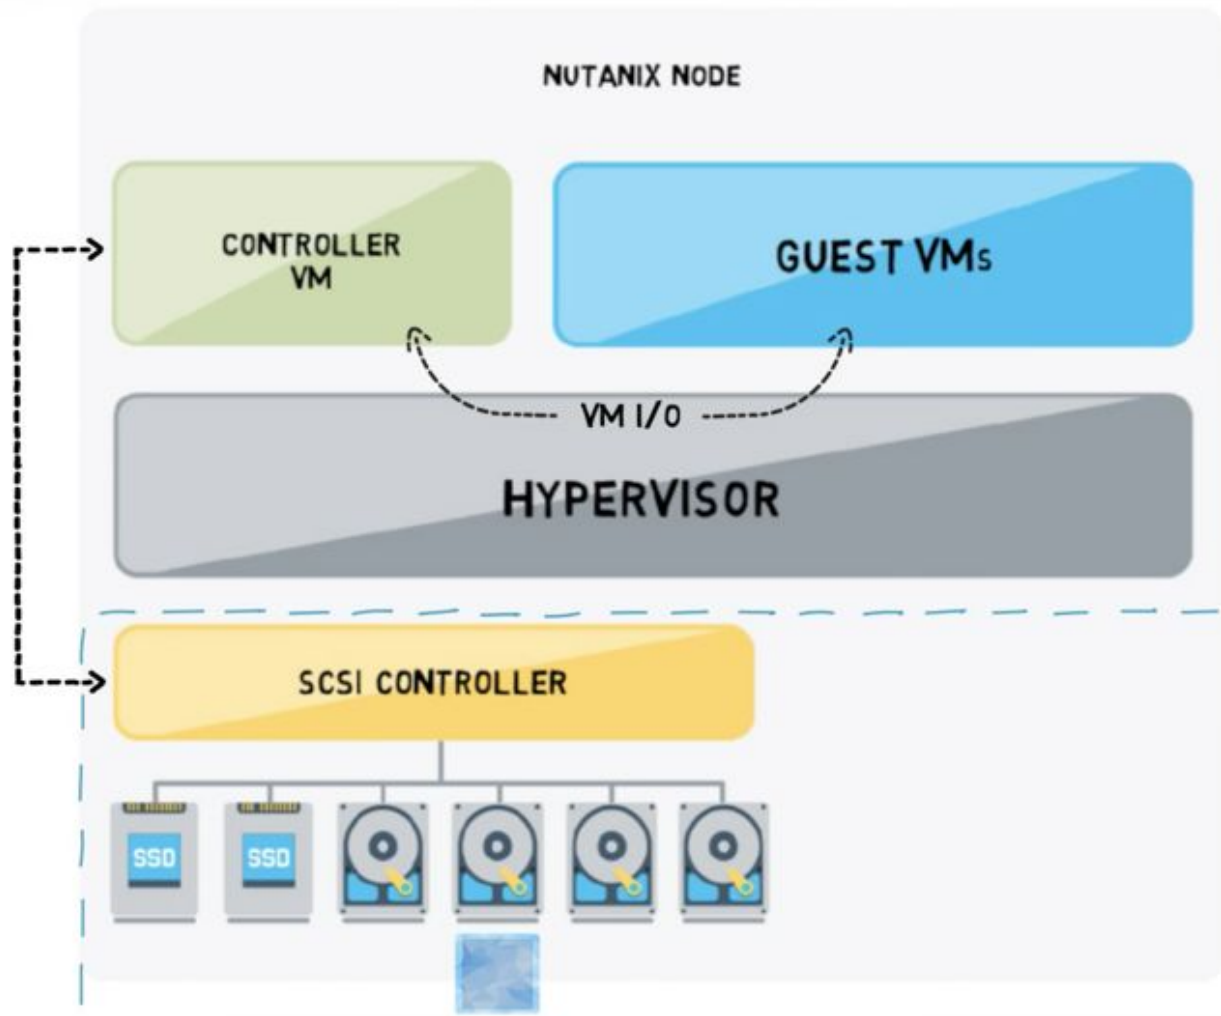 NUTANIX NODE
CONTROLLER
VM
GUEST VMs
VM I/O
HYPERVISOR
SCSI CONTROLLER
SSD
SSD